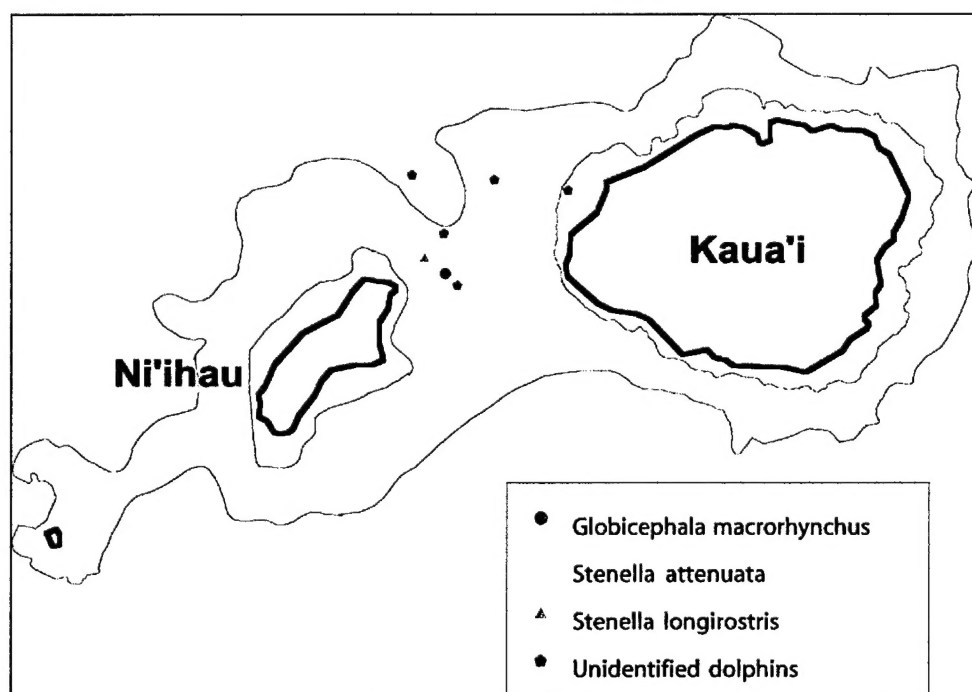 Kaua'i
Ni'ihau
Globicephala macrorhynchus
Stenella attenuata
Stenella longirostris
Unidentified dolphins